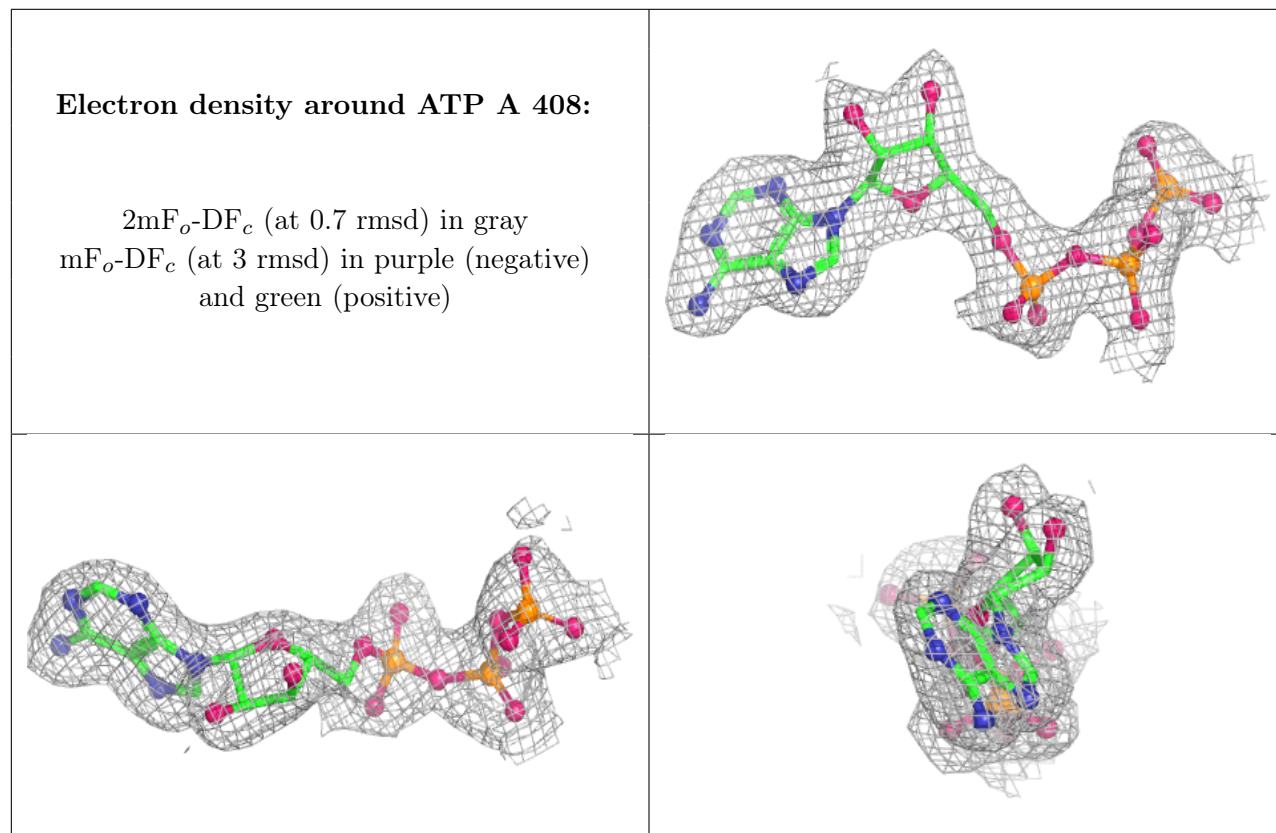 Electron density around ATP A 408:
2mFo-DFc (at 0.7 rmsd) in gray
mFo-DFc (at 3 rmsd) in purple (negative)
and green (positive)